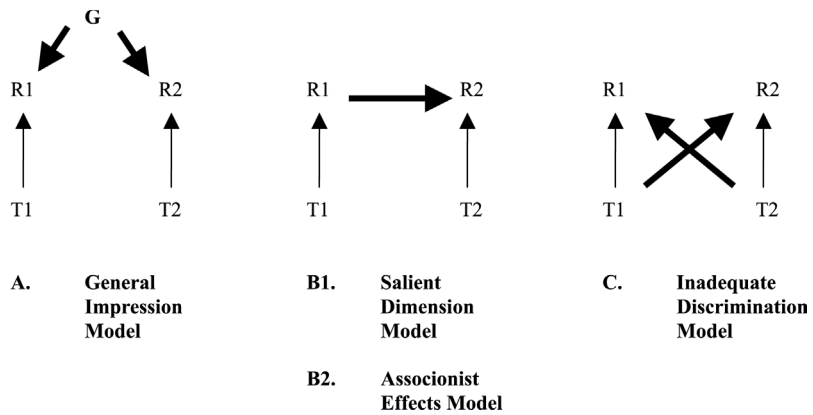 G
R1 R2 R1 R2 R1 R2
T1 T2 T1 T2 T1 T2
A. General
Impression
Model
B1. Salient
Dimension
Model
B2. Associonist
Effects Model
C. Inadequate
Discrimination
Model